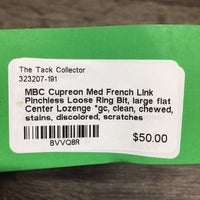 The Tack Collector
323207-191
MBC Cupreon Med French Link
Pinchless Loose Ring Bit, large flat
Center Lozenge *gc, clean, chewed,
stains, discolored, scratches
$50.00
BVVQ8R